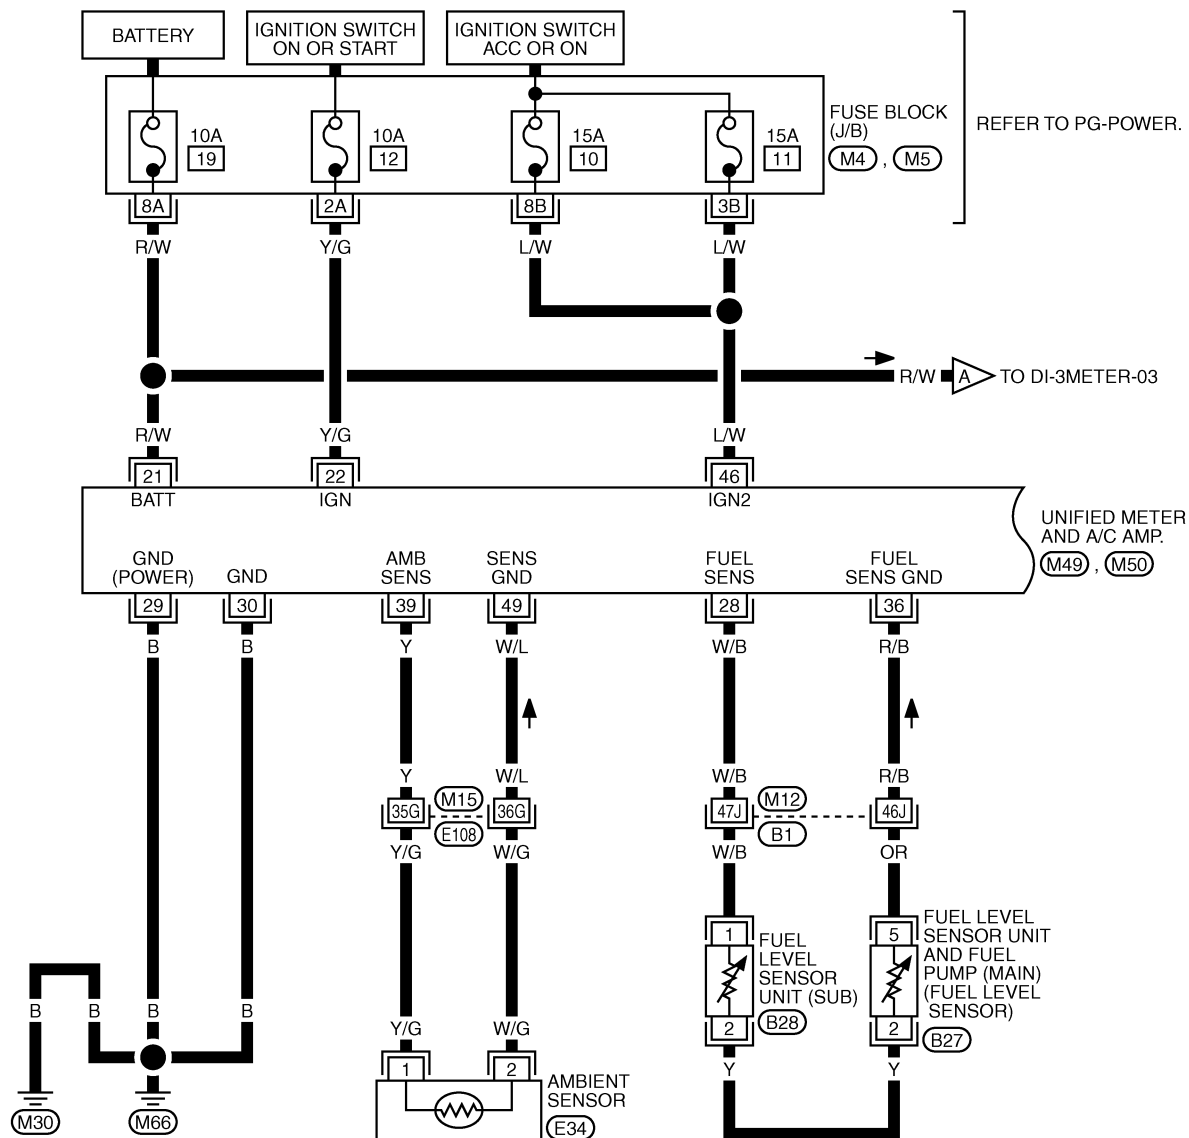 BATTERY
IGNITION SWITCH
ON OR START
IGNITION SWITCH
ACC OR ON
10A
19
10A
12
15A
10
15A
11
FUSE BLOCK
(J/B)
M4 , M5
REFER TO PG-POWER.
8A
2A
8B
3B
R/W
Y/G
L/W
L/W
R/W
A
TO DI-3METER-03
R/W
Y/G
L/W
21
22
46
BATT
IGN
IGN2
UNIFIED METER
AND A/C AMP.
M49 , M50
GND
(POWER)
GND
AMB
SENS
SENS
GND
FUEL
SENS
FUEL
SENS GND
29
30
39
49
28
36
B
B
Y
W/L
W/B
R/B
Y
W/L
W/B
R/B
35G
M15
E108
36G
47J
M12
B1
46J
Y/G
W/G
W/B
OR
1
FUEL
LEVEL
SENSOR
UNIT (SUB)
B28
2
5
FUEL LEVEL
SENSOR UNIT
AND FUEL
PUMP (MAIN)
(FUEL LEVEL
SENSOR)
B27
2
B
B
B
B
Y/G
W/G
Y
Y
1
2
AMBIENT
SENSOR
E34
M30
M66